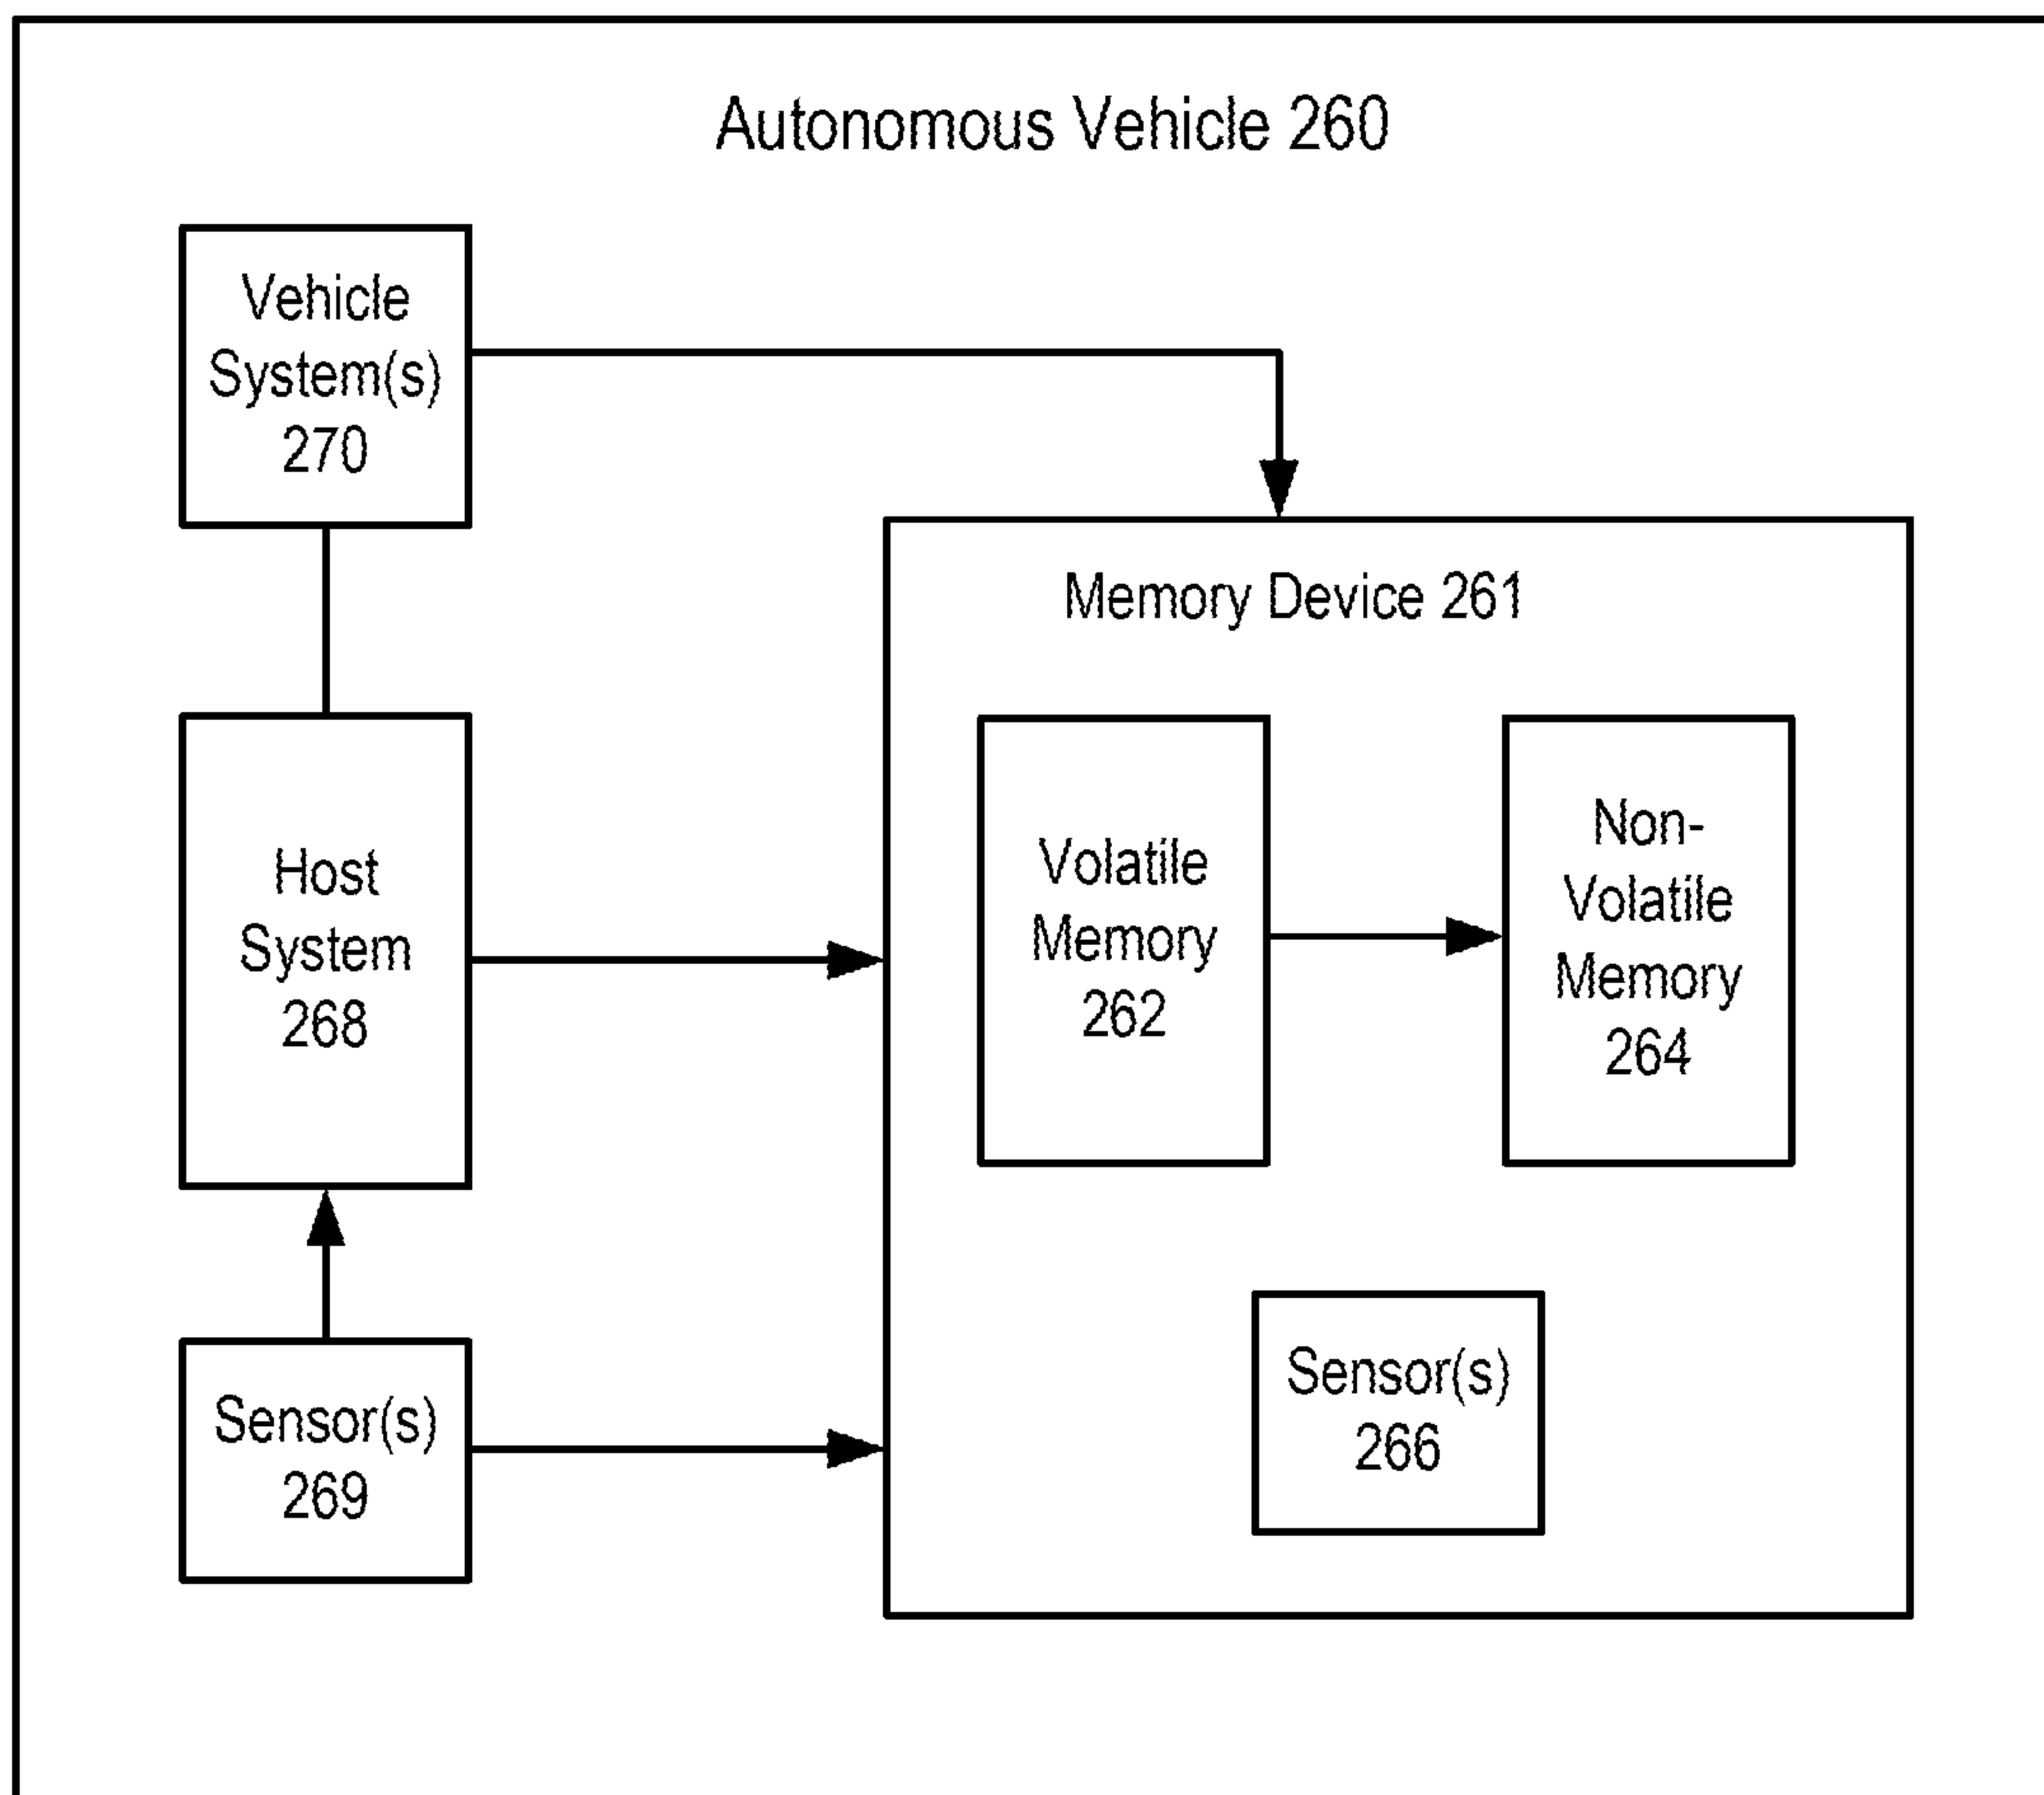 Autonomous Vehicle 260
Vehicle
System(s)
270
Memory Device 261
Host
System
268
Volatile
Memory
262
Non-
Volatile
Memory
264
Sensor(s)
269
Sensor(s)
266